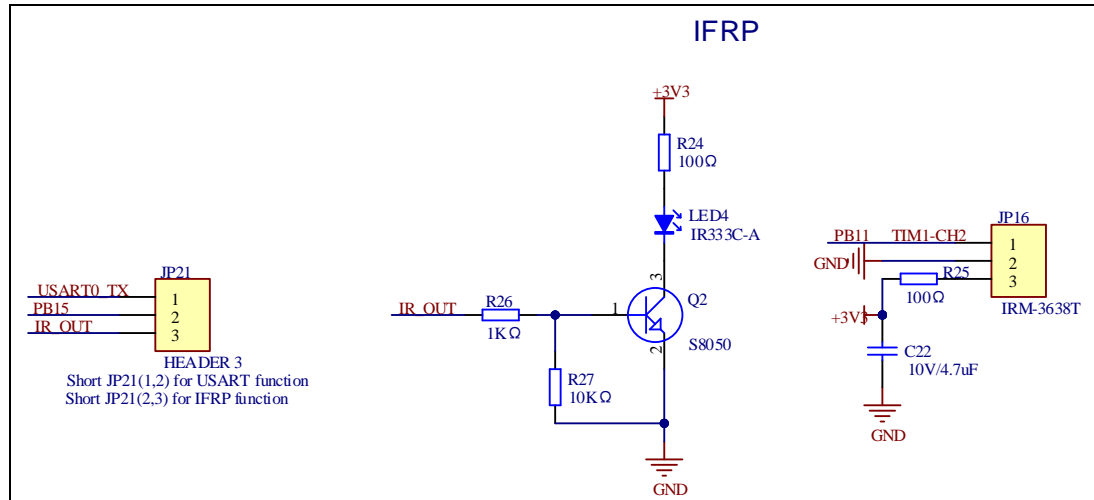 IFRP
+3V3
R24
100Ω
LED4
IR333C-A
3
Q2
1
S8050
2
IR_OUT
R26
1KΩ
R27
10KΩ
GND
JP21
USART0_TX
1
PB15
2
IR_OUT
3
HEADER 3
Short JP21(1,2) for USART function
Short JP21(2,3) for IFRP function
JP16
PB11 TIM1-CH2
1
GND
2
R25
3
100Ω
IRM-3638T
+3V3
C22
10V/4.7uF
GND